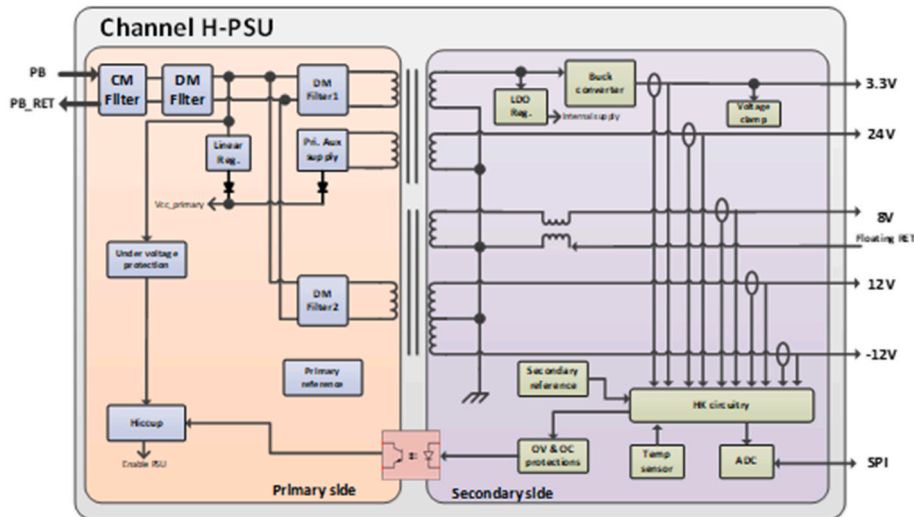 Channel H-PSU
PB
PB_RET
CM
Filter
DM
Filter
DM
Filter1
Linear
Reg.
Pri. Aux
supply
Vcc_primary
Under voltage
protection
DM
Filter2
Primary
reference
Hiccup
Enable PSU
Primary side
LDO
Reg.
Internal supply
Buck
converter
Voltage
clamp
3.3V
24V
8V
Floating RET
12V
-12V
Secondary
reference
HK circuitry
OV & OC
protections
Temp
sensor
ADC
SPI
Secondary side